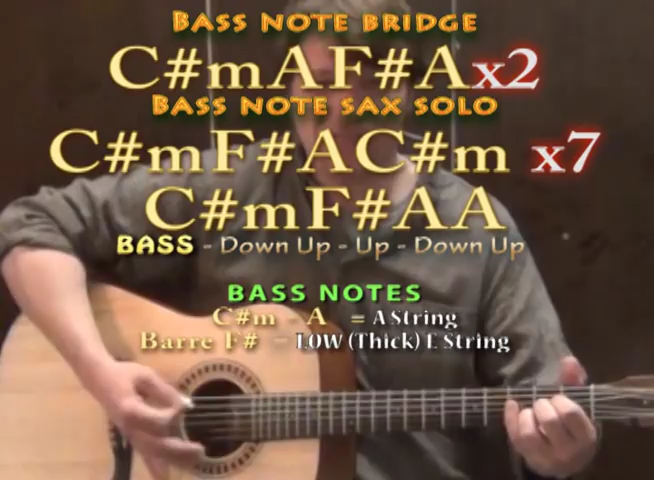 BASS NOTE BRIDGE
C#mAF#Ax2
BASS NOTE SAX SOLO
C#mF#AC#m x7
C#mF#AA
BASS - Down Up - Up - Down Up
BASS NOTES
C#m - A = A String
Barre F# = LOW (Thick) E String